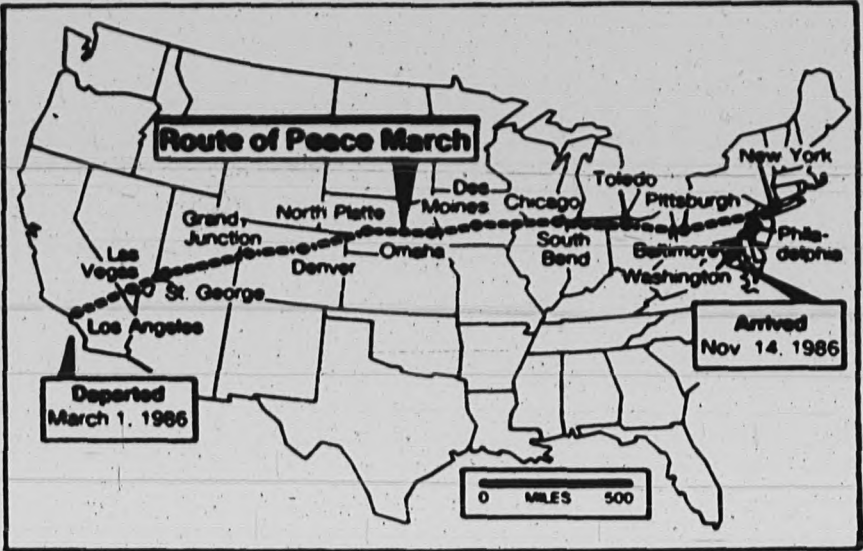 Route of Peace March
New York
Toledo
Des
Moines
Chicago
Pittsburgh
Grand
Junction
North Platte
Omaha
South
Bend
Phila-
delphia
Baltimore
Las
Vegas
Denver
Washington
St. George
Los Angeles
Arrived
Nov 14. 1986
Departed
March 1. 1986
0 MILES 500